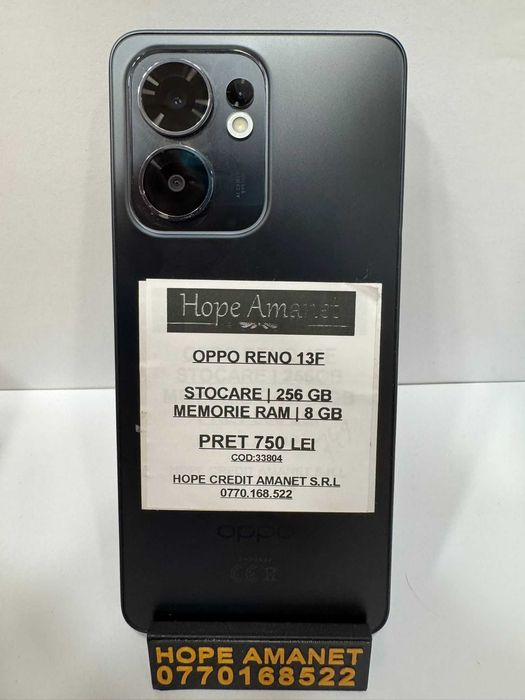 Hope Amanet
OPPO RENO 13F
STOCARE | 256 GB
MEMORIE RAM | 8 GB
PRET 750 LEI
COD:33804
HOPE CREDIT AMANET S.R.L
0770.168.522
oppo
HOPE AMANET
0770168522